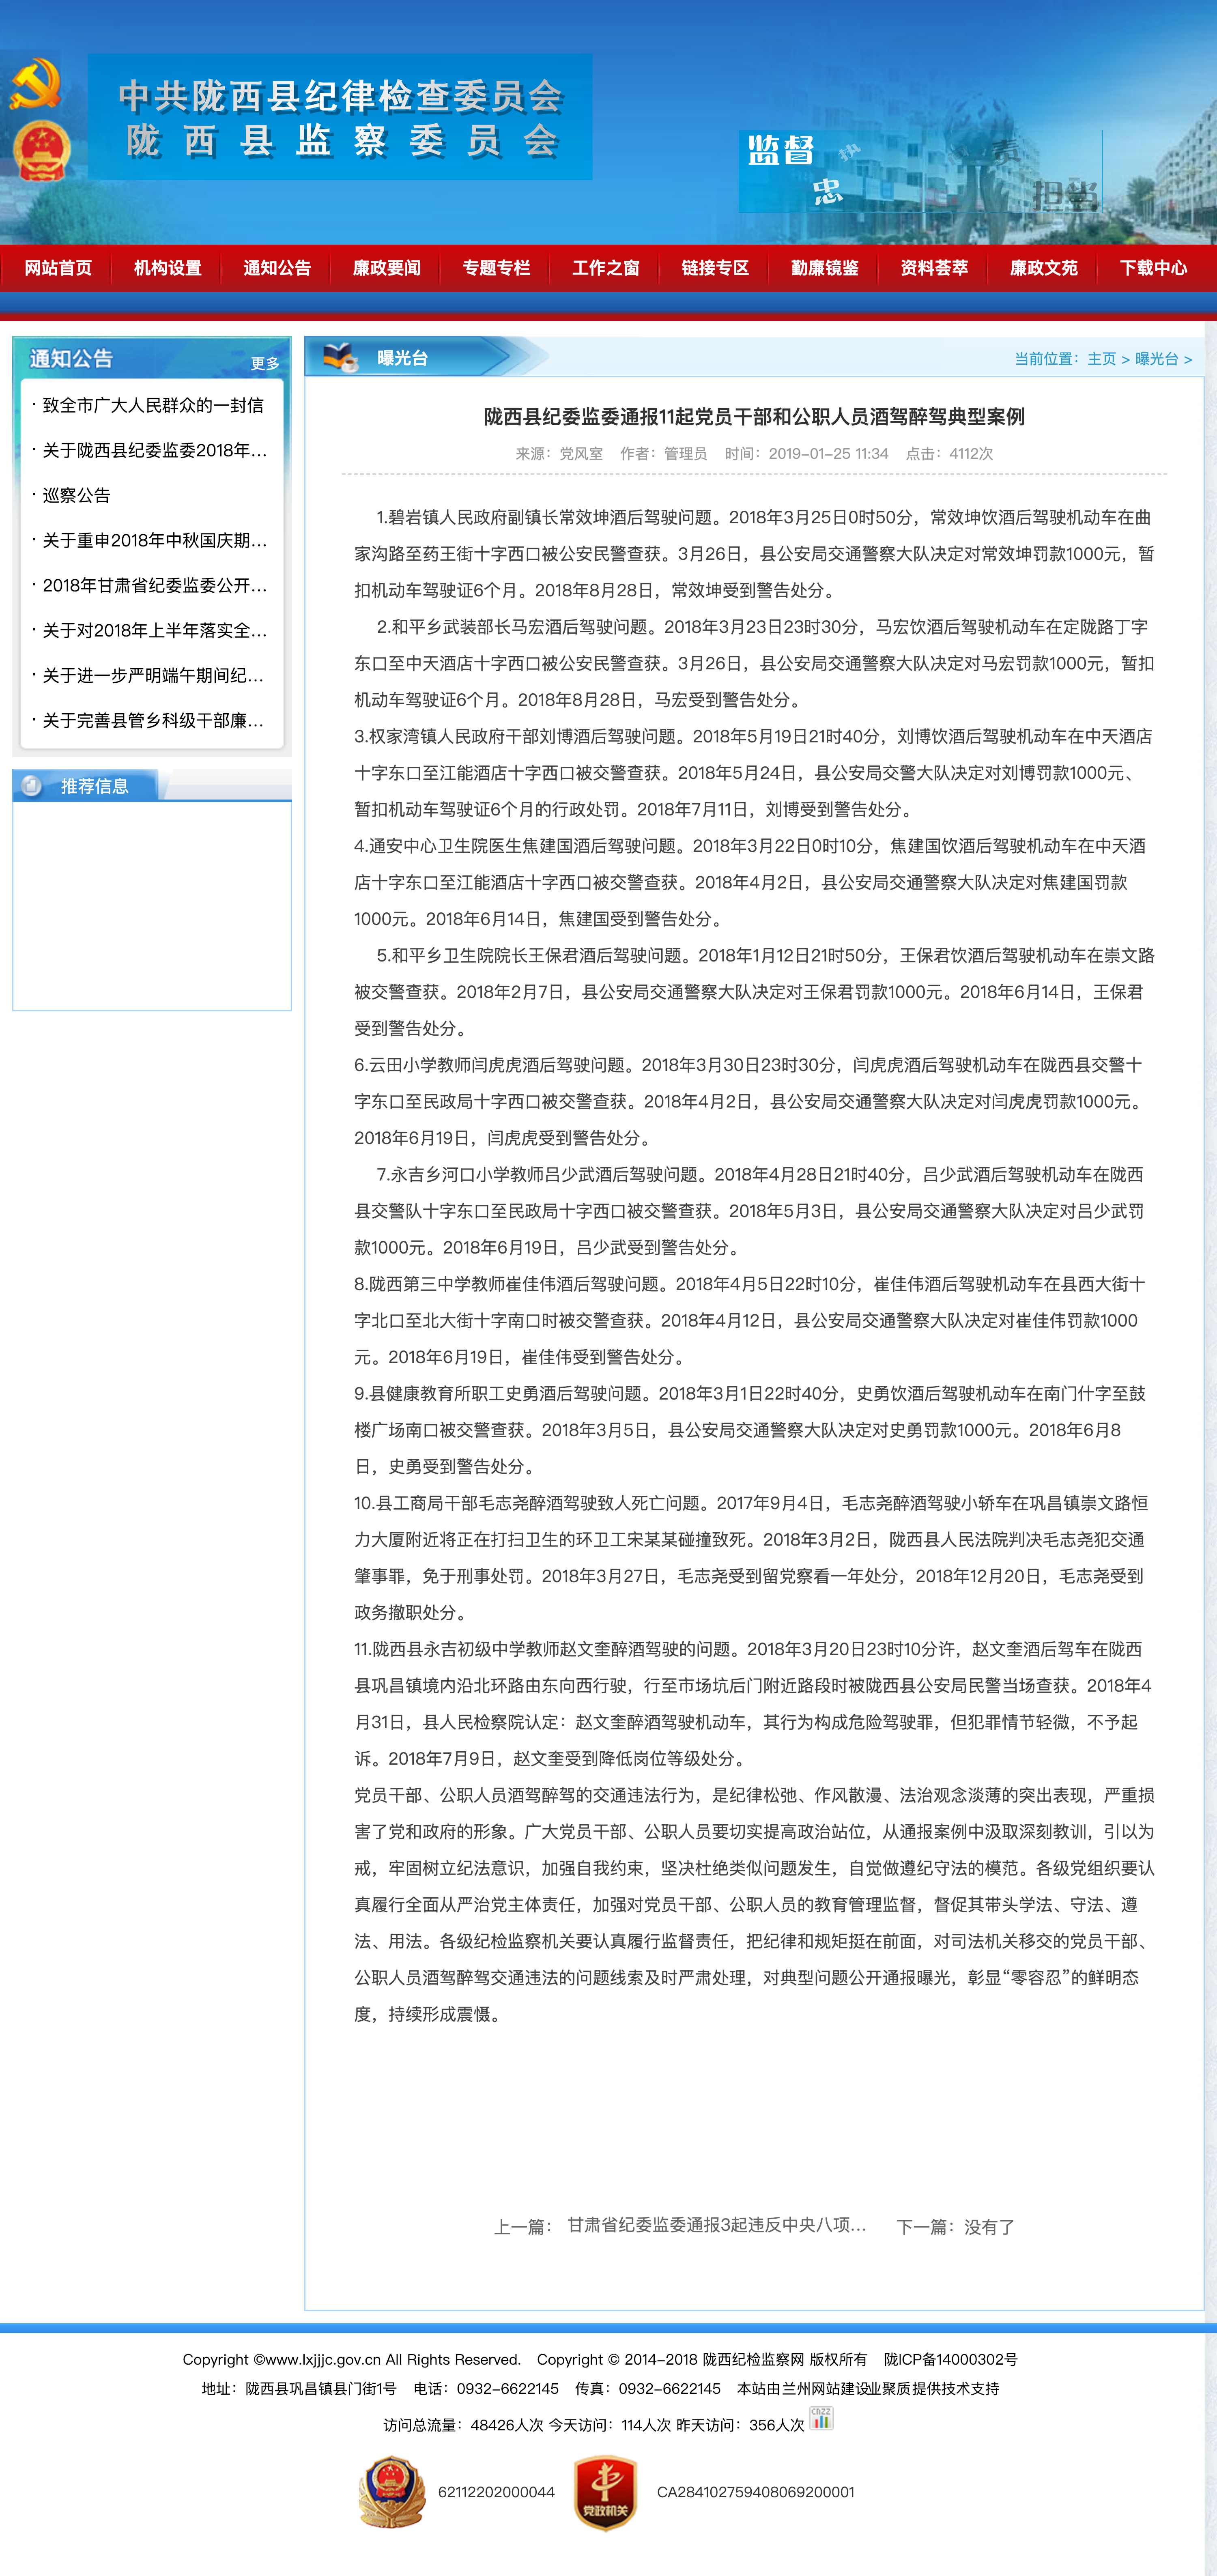 中共陇西县纪律检查委员会
陇西县监察委员会
监督
执
责
忠
担当
网站首页 机构设置 通知公告 廉政要闻 专题专栏 工作之窗 链接专区 勤廉镜鉴 资料荟萃 廉政文苑 下载中心
通知公告 更多
· 致全市广大人民群众的一封信
· 关于陇西县纪委监委2018年…
· 巡察公告
· 关于重申2018年中秋国庆期…
· 2018年甘肃省纪委监委公开…
· 关于对2018年上半年落实全…
· 关于进一步严明端午期间纪…
· 关于完善县管乡科级干部廉…
推荐信息
曝光台 当前位置：主页 > 曝光台 >
陇西县纪委监委通报11起党员干部和公职人员酒驾醉驾典型案例
来源：党风室 作者：管理员 时间：2019-01-25 11:34 点击：4112次
1.碧岩镇人民政府副镇长常效坤酒后驾驶问题。2018年3月25日0时50分，常效坤饮酒后驾驶机动车在曲
家沟路至药王街十字西口被公安民警查获。3月26日，县公安局交通警察大队决定对常效坤罚款1000元，暂
扣机动车驾驶证6个月。2018年8月28日，常效坤受到警告处分。
2.和平乡武装部长马宏酒后驾驶问题。2018年3月23日23时30分，马宏饮酒后驾驶机动车在定陇路丁字
东口至中天酒店十字西口被公安民警查获。3月26日，县公安局交通警察大队决定对马宏罚款1000元，暂扣
机动车驾驶证6个月。2018年8月28日，马宏受到警告处分。
3.权家湾镇人民政府干部刘博酒后驾驶问题。2018年5月19日21时40分，刘博饮酒后驾驶机动车在中天酒店
十字东口至江能酒店十字西口被交警查获。2018年5月24日，县公安局交警大队决定对刘博罚款1000元、
暂扣机动车驾驶证6个月的行政处罚。2018年7月11日，刘博受到警告处分。
4.通安中心卫生院医生焦建国酒后驾驶问题。2018年3月22日0时10分，焦建国饮酒后驾驶机动车在中天酒
店十字东口至江能酒店十字西口被交警查获。2018年4月2日，县公安局交通警察大队决定对焦建国罚款
1000元。2018年6月14日，焦建国受到警告处分。
5.和平乡卫生院院长王保君酒后驾驶问题。2018年1月12日21时50分，王保君饮酒后驾驶机动车在崇文路
被交警查获。2018年2月7日，县公安局交通警察大队决定对王保君罚款1000元。2018年6月14日，王保君
受到警告处分。
6.云田小学教师闫虎虎酒后驾驶问题。2018年3月30日23时30分，闫虎虎酒后驾驶机动车在陇西县交警十
字东口至民政局十字西口被交警查获。2018年4月2日，县公安局交通警察大队决定对闫虎虎罚款1000元。
2018年6月19日，闫虎虎受到警告处分。
7.永吉乡河口小学教师吕少武酒后驾驶问题。2018年4月28日21时40分，吕少武酒后驾驶机动车在陇西
县交警队十字东口至民政局十字西口被交警查获。2018年5月3日，县公安局交通警察大队决定对吕少武罚
款1000元。2018年6月19日，吕少武受到警告处分。
8.陇西第三中学教师崔佳伟酒后驾驶问题。2018年4月5日22时10分，崔佳伟酒后驾驶机动车在县西大街十
字北口至北大街十字南口时被交警查获。2018年4月12日，县公安局交通警察大队决定对崔佳伟罚款1000
元。2018年6月19日，崔佳伟受到警告处分。
9.县健康教育所职工史勇酒后驾驶问题。2018年3月1日22时40分，史勇饮酒后驾驶机动车在南门什字至鼓
楼广场南口被交警查获。2018年3月5日，县公安局交通警察大队决定对史勇罚款1000元。2018年6月8
日，史勇受到警告处分。
10.县工商局干部毛志尧醉酒驾驶致人死亡问题。2017年9月4日，毛志尧醉酒驾驶小轿车在巩昌镇崇文路恒
力大厦附近将正在打扫卫生的环卫工宋某某碰撞致死。2018年3月2日，陇西县人民法院判决毛志尧犯交通
肇事罪，免于刑事处罚。2018年3月27日，毛志尧受到留党察看一年处分，2018年12月20日，毛志尧受到
政务撤职处分。
11.陇西县永吉初级中学教师赵文奎醉酒驾驶的问题。2018年3月20日23时10分许，赵文奎酒后驾车在陇西
县巩昌镇境内沿北环路由东向西行驶，行至市场坑后门附近路段时被陇西县公安局民警当场查获。2018年4
月31日，县人民检察院认定：赵文奎醉酒驾驶机动车，其行为构成危险驾驶罪，但犯罪情节轻微，不予起
诉。2018年7月9日，赵文奎受到降低岗位等级处分。
党员干部、公职人员酒驾醉驾的交通违法行为，是纪律松弛、作风散漫、法治观念淡薄的突出表现，严重损
害了党和政府的形象。广大党员干部、公职人员要切实提高政治站位，从通报案例中汲取深刻教训，引以为
戒，牢固树立纪法意识，加强自我约束，坚决杜绝类似问题发生，自觉做遵纪守法的模范。各级党组织要认
真履行全面从严治党主体责任，加强对党员干部、公职人员的教育管理监督，督促其带头学法、守法、遵
法、用法。各级纪检监察机关要认真履行监督责任，把纪律和规矩挺在前面，对司法机关移交的党员干部、
公职人员酒驾醉驾交通违法的问题线索及时严肃处理，对典型问题公开通报曝光，彰显“零容忍”的鲜明态
度，持续形成震慑。
上一篇： 甘肃省纪委监委通报3起违反中央八项… 下一篇：没有了
Copyright ©www.lxjjjc.gov.cn All Rights Reserved. Copyright © 2014-2018 陇西纪检监察网 版权所有 陇ICP备14000302号
地址：陇西县巩昌镇县门街1号 电话：0932-6622145 传真：0932-6622145 本站由兰州网站建设业聚质提供技术支持
访问总流量：48426人次 今天访问：114人次 昨天访问：356人次 CNZZ
62112202000044 党政机关 CA284102759408069200001